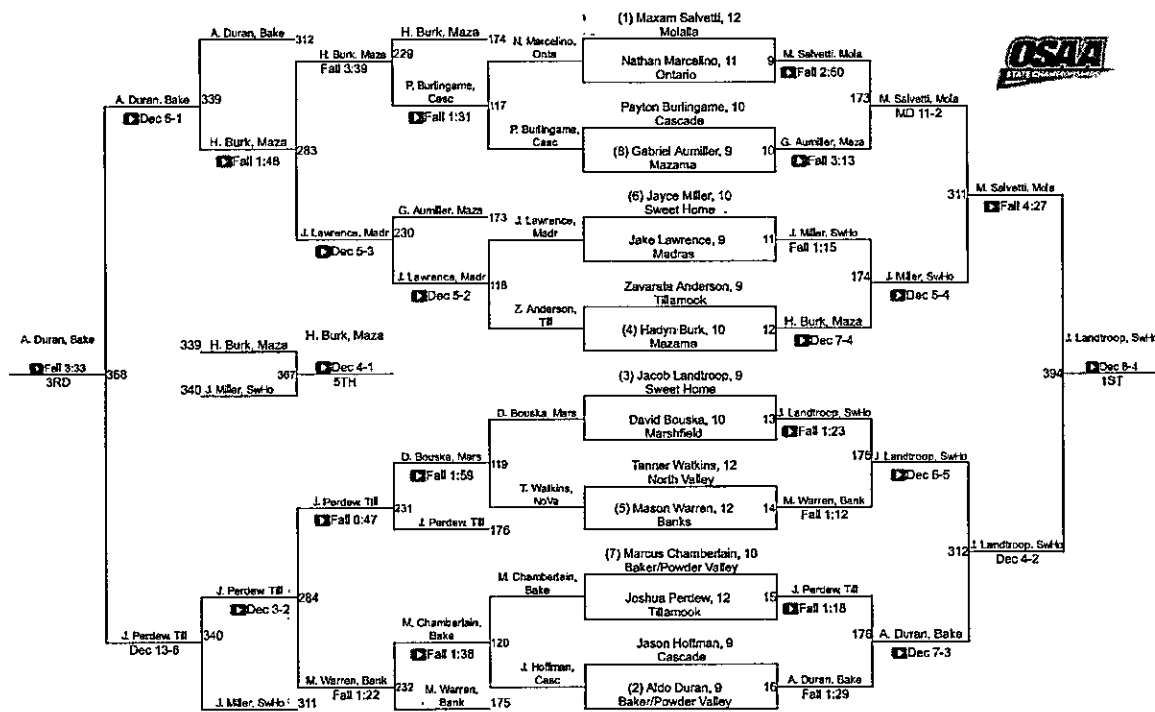 OSAA
STATE CHAMPIONSHIPS
(1) Maxam Salvetti, 12
Molalla
Nathan Marcelino, 11
Ontario
9
Payton Burlingame, 10
Cascade
(8) Gabriel Aumiller, 9
Mazama
10
(6) Jayce Miller, 10
Sweet Home
Jake Lawrence, 9
Madras
11
Zavarata Anderson, 9
Tillamook
(4) Hadyn Burk, 10
Mazama
12
(3) Jacob Landtroop, 9
Sweet Home
David Bouska, 10
Marshfield
13
Tanner Watkins, 12
North Valley
(5) Mason Warren, 12
Banks
14
(7) Marcus Chamberlain, 10
Baker/Powder Valley
Joshua Perdew, 12
Tillamook
15
Jason Hoffman, 9
Cascade
(2) Aldo Duran, 9
Baker/Powder Valley
16
M. Salvetti, Mola
Fall 2:50
173
G. Aumiller, Maza
Fall 3:13
J. Miller, SwHo
Fall 1:15
174
H. Burk, Maza
Dec 7-4
J. Landtroop, SwHo
Fall 1:23
175
M. Warren, Bank
Fall 1:12
J. Perdew, Till
Fall 1:18
176
A. Duran, Bake
Fall 1:29
M. Salvetti, Mola
MD 11-2
311
J. Miller, SwHo
Dec 5-4
J. Landtroop, SwHo
Dec 6-5
312
A. Duran, Bake
Dec 7-3
M. Salvetti, Mola
Fall 4:27
394
J. Landtroop, SwHo
Dec 4-2
J. Landtroop, SwHo
1ST
N. Marcelino,
Onta
117
P. Burlingame,
Casc
J. Lawrence,
Madr
118
Z. Anderson,
Till
D. Bouska, Mars
119
T. Watkins,
NoVa
M. Chamberlain,
Bake
120
J. Hoffman,
Casc
H. Burk, Maza
174
229
P. Burlingame,
Casc
Fall 1:31
G. Aumiller, Maza
173
230
J. Lawrence, Madr
Dec 5-2
D. Bouska, Mars
Fall 1:59
231
J. Perdew, Till
176
M. Chamberlain,
Bake
Fall 1:38
232
M. Warren,
Bank
175
H. Burk, Maza
Fall 3:39
283
J. Lawrence, Madr
Dec 5-3
J. Perdew, Till
Fall 0:47
284
M. Warren, Bank
Fall 1:22
A. Duran, Bake
312
339
H. Burk, Maza
Fall 1:48
J. Perdew, Till
Dec 3-2
340
J. Miller, SwHo
311
A. Duran, Bake
Dec 6-1
368
J. Perdew, Till
Dec 13-6
A. Duran, Bake
Fall 3:33
3RD
339 H. Burk, Maza
367
340 J. Miller, SwHo
H. Burk, Maza
Dec 4-1
5TH